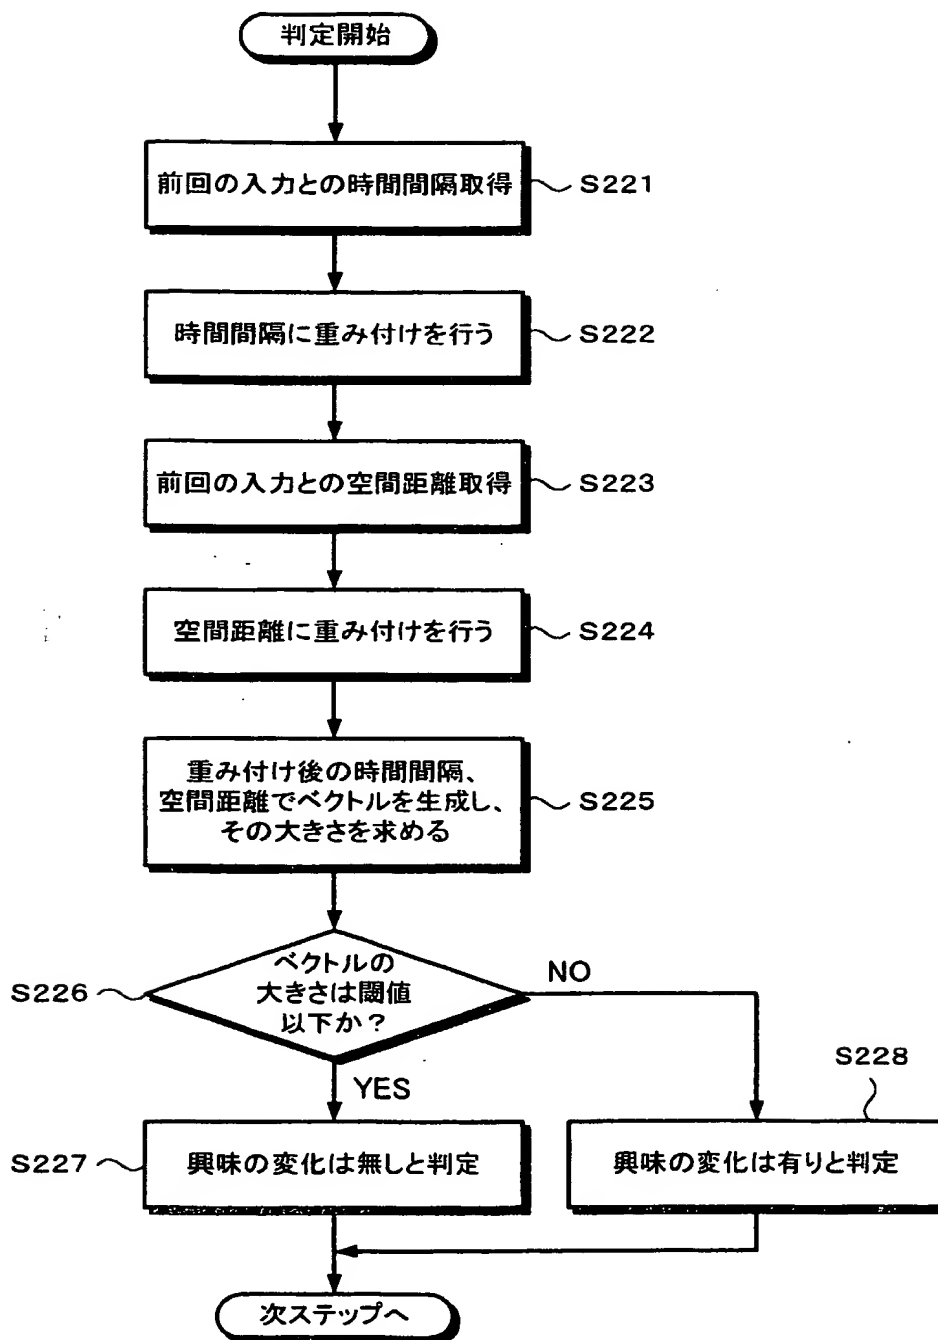 判定開始
前回の入力との時間間隔取得
S221
時間間隔に重み付けを行う
S222
前回の入力との空間距離取得
S223
空間距離に重み付けを行う
S224
重み付け後の時間間隔、
空間距離でベクトルを生成し、
その大きさを求める
S225
S226
ベクトルの
大きさは閾値
以下か?
NO
YES
S228
S227
興味の変化は無しと判定
興味の変化は有りと判定
次ステップへ